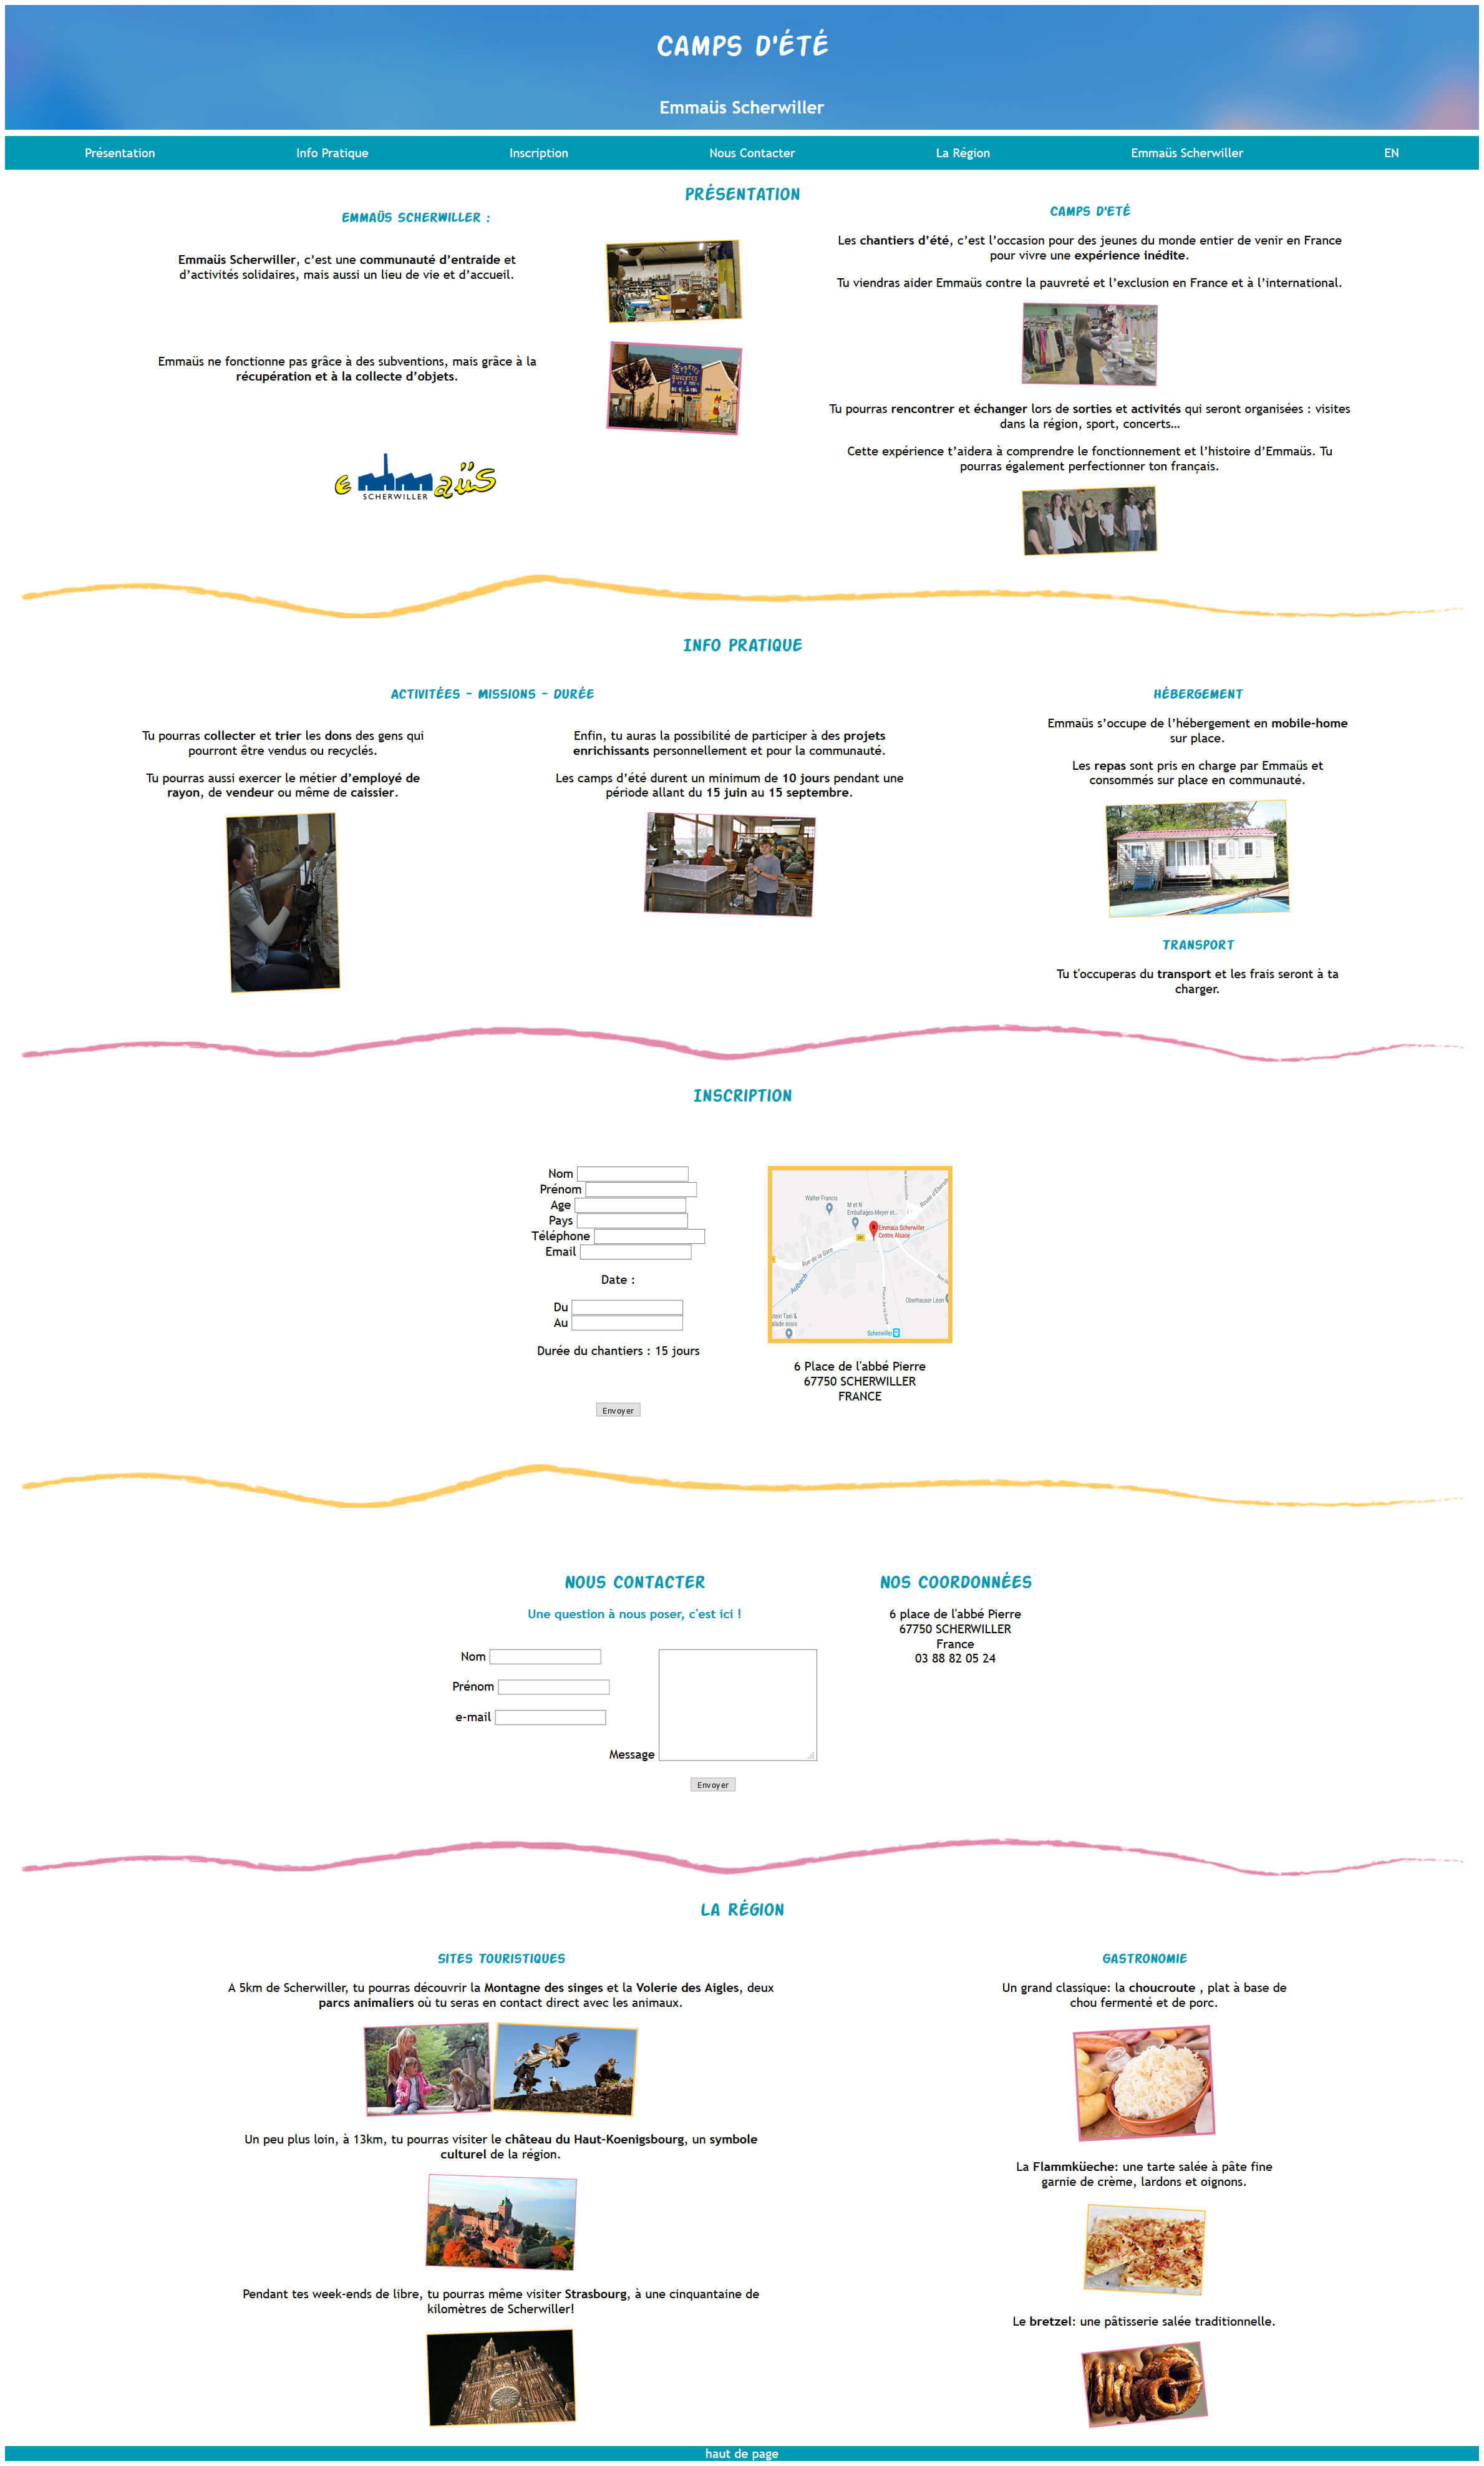 CAMPS D'ÉTÉ
Emmaüs Scherwiller
Présentation
Info Pratique
Inscription
Nous Contacter
La Région
Emmaüs Scherwiller
EN
PRÉSENTATION
EMMAÜS SCHERWILLER :
Emmaüs Scherwiller, c’est une communauté d’entraide et
d’activités solidaires, mais aussi un lieu de vie et d’accueil.
Emmaüs ne fonctionne pas grâce à des subventions, mais grâce à la
récupération et à la collecte d’objets.
emmaüs
SCHERWILLER
CAMPS D'ETÉ
Les chantiers d’été, c’est l’occasion pour des jeunes du monde entier de venir en France
pour vivre une expérience inédite.
Tu viendras aider Emmaüs contre la pauvreté et l’exclusion en France et à l’international.
Tu pourras rencontrer et échanger lors de sorties et activités qui seront organisées : visites
dans la région, sport, concerts…
Cette expérience t’aidera à comprendre le fonctionnement et l’histoire d’Emmaüs. Tu
pourras également perfectionner ton français.
INFO PRATIQUE
ACTIVITÉES - MISSIONS - DURÉE
Tu pourras collecter et trier les dons des gens qui
pourront être vendus ou recyclés.
Tu pourras aussi exercer le métier d’employé de
rayon, de vendeur ou même de caissier.
Enfin, tu auras la possibilité de participer à des projets
enrichissants personnellement et pour la communauté.
Les camps d’été durent un minimum de 10 jours pendant une
période allant du 15 juin au 15 septembre.
HÉBERGEMENT
Emmaüs s’occupe de l’hébergement en mobile-home
sur place.
Les repas sont pris en charge par Emmaüs et
consommés sur place en communauté.
TRANSPORT
Tu t'occuperas du transport et les frais seront à ta
charger.
INSCRIPTION
Nom
Prénom
Age
Pays
Téléphone
Email
Date :
Du
Au
Durée du chantiers : 15 jours
Envoyer
Walter Francis
M et N
Emballages-Meyer et...
Route d'Ebersh
Emmaüs Scherwiller
Centre Alsace
Rue de la Gare
Aubach
Place de la Gare
Oberhauser Léon
Scherwiller
6 Place de l'abbé Pierre
67750 SCHERWILLER
FRANCE
NOUS CONTACTER
Une question à nous poser, c'est ici !
Nom
Prénom
e-mail
Message
Envoyer
NOS COORDONNÉES
6 place de l'abbé Pierre
67750 SCHERWILLER
France
03 88 82 05 24
LA RÉGION
SITES TOURISTIQUES
A 5km de Scherwiller, tu pourras découvrir la Montagne des singes et la Volerie des Aigles, deux
parcs animaliers où tu seras en contact direct avec les animaux.
Un peu plus loin, à 13km, tu pourras visiter le château du Haut-Koenigsbourg, un symbole
culturel de la région.
Pendant tes week-ends de libre, tu pourras même visiter Strasbourg, à une cinquantaine de
kilomètres de Scherwiller!
GASTRONOMIE
Un grand classique: la choucroute , plat à base de
chou fermenté et de porc.
La Flammküeche: une tarte salée à pâte fine
garnie de crème, lardons et oignons.
Le bretzel: une pâtisserie salée traditionnelle.
haut de page